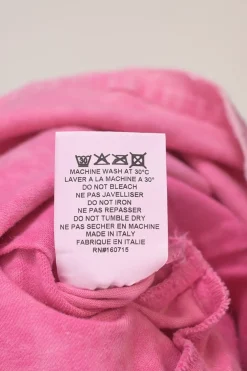 MACHINE WASH AT 30°C
LAVER A LA MACHINE A 30°
DO NOT BLEACH
NE PAS JAVELLISER
DO NOT IRON
NE PAS REPASSER
DO NOT TUMBLE DRY
NE PAS SECHER EN MACHINE
MADE IN ITALY
FABRIQUE EN ITALIE
RN#160715